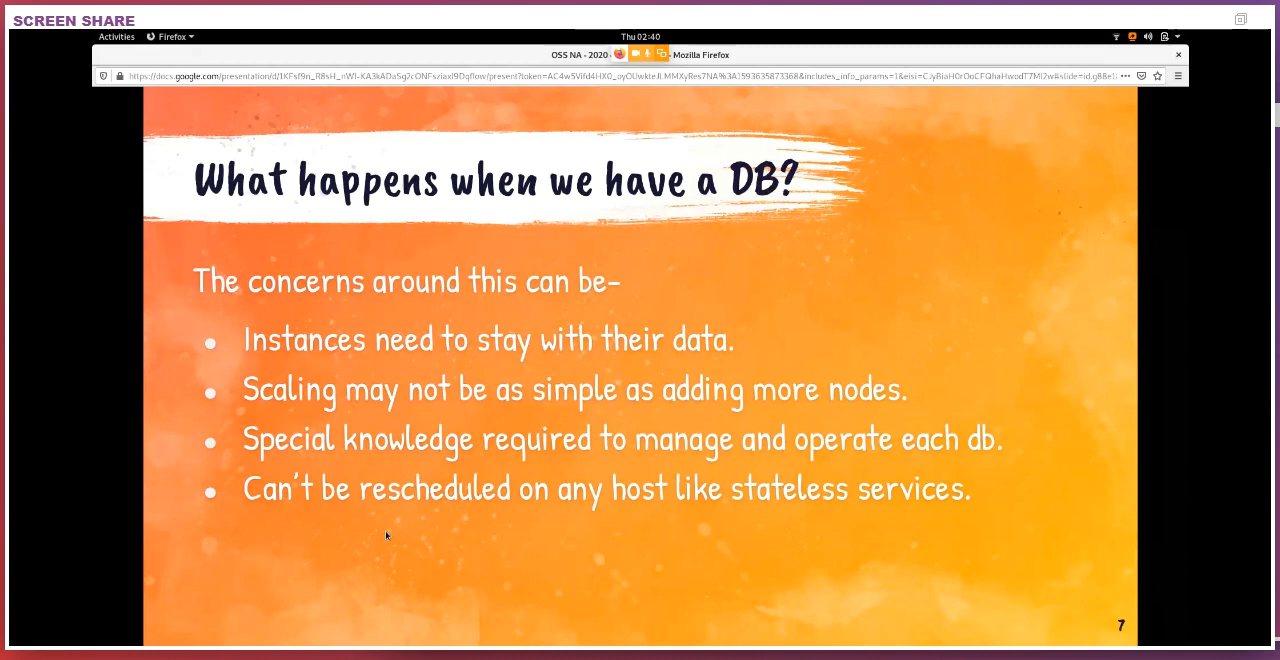 SCREEN SHARE
Activities Firefox Thu 02:40
OSS NA - 2020 - Mozilla Firefox
What happens when we have a DB?
The concerns around this can be-
Instances need to stay with their data.
Scaling may not be as simple as adding more nodes.
Special knowledge required to manage and operate each db.
Can't be rescheduled on any host like stateless services.
7